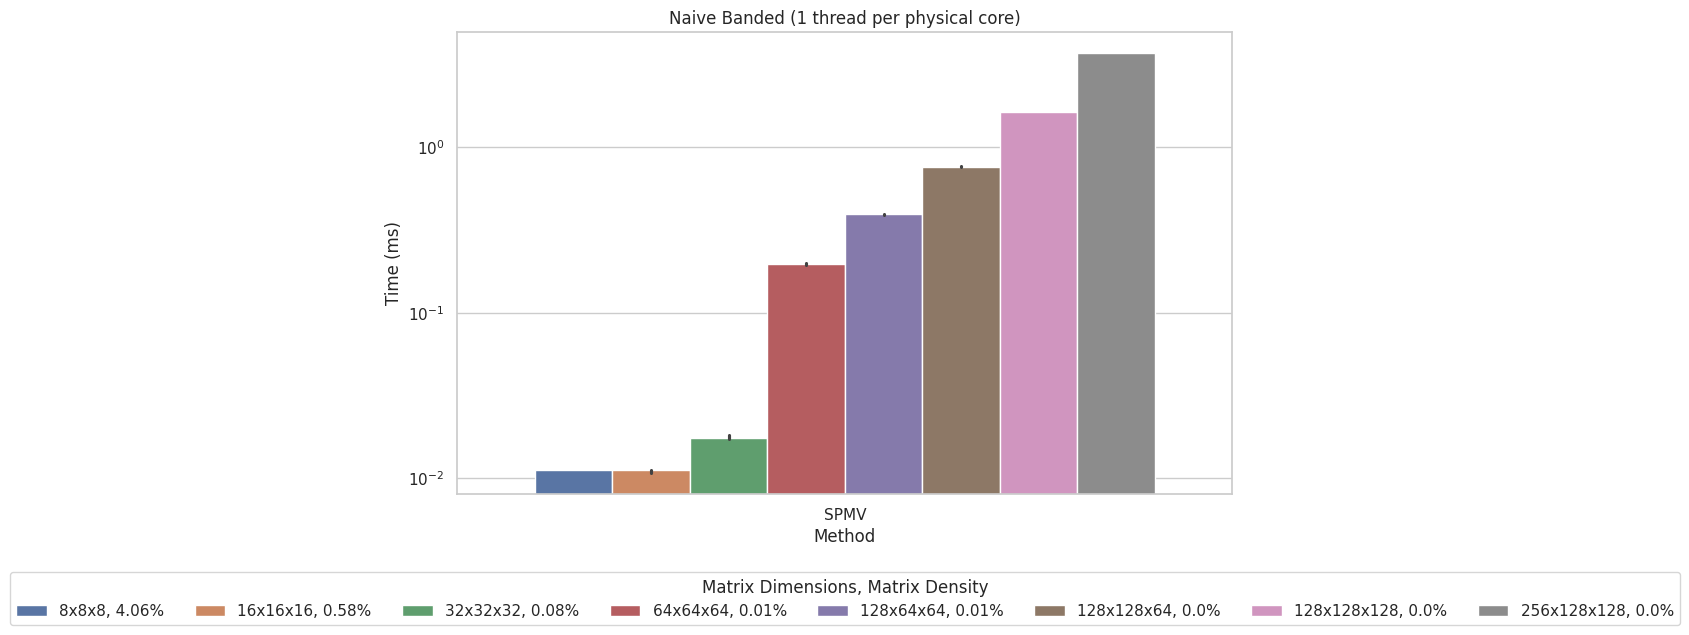 Naive Banded (1 thread per physical core)
Time (ms)
10⁰
10⁻¹
10⁻²
SPMV
Method
Matrix Dimensions, Matrix Density
8x8x8, 4.06% 16x16x16, 0.58% 32x32x32, 0.08% 64x64x64, 0.01% 128x64x64, 0.01% 128x128x64, 0.0% 128x128x128, 0.0% 256x128x128, 0.0%